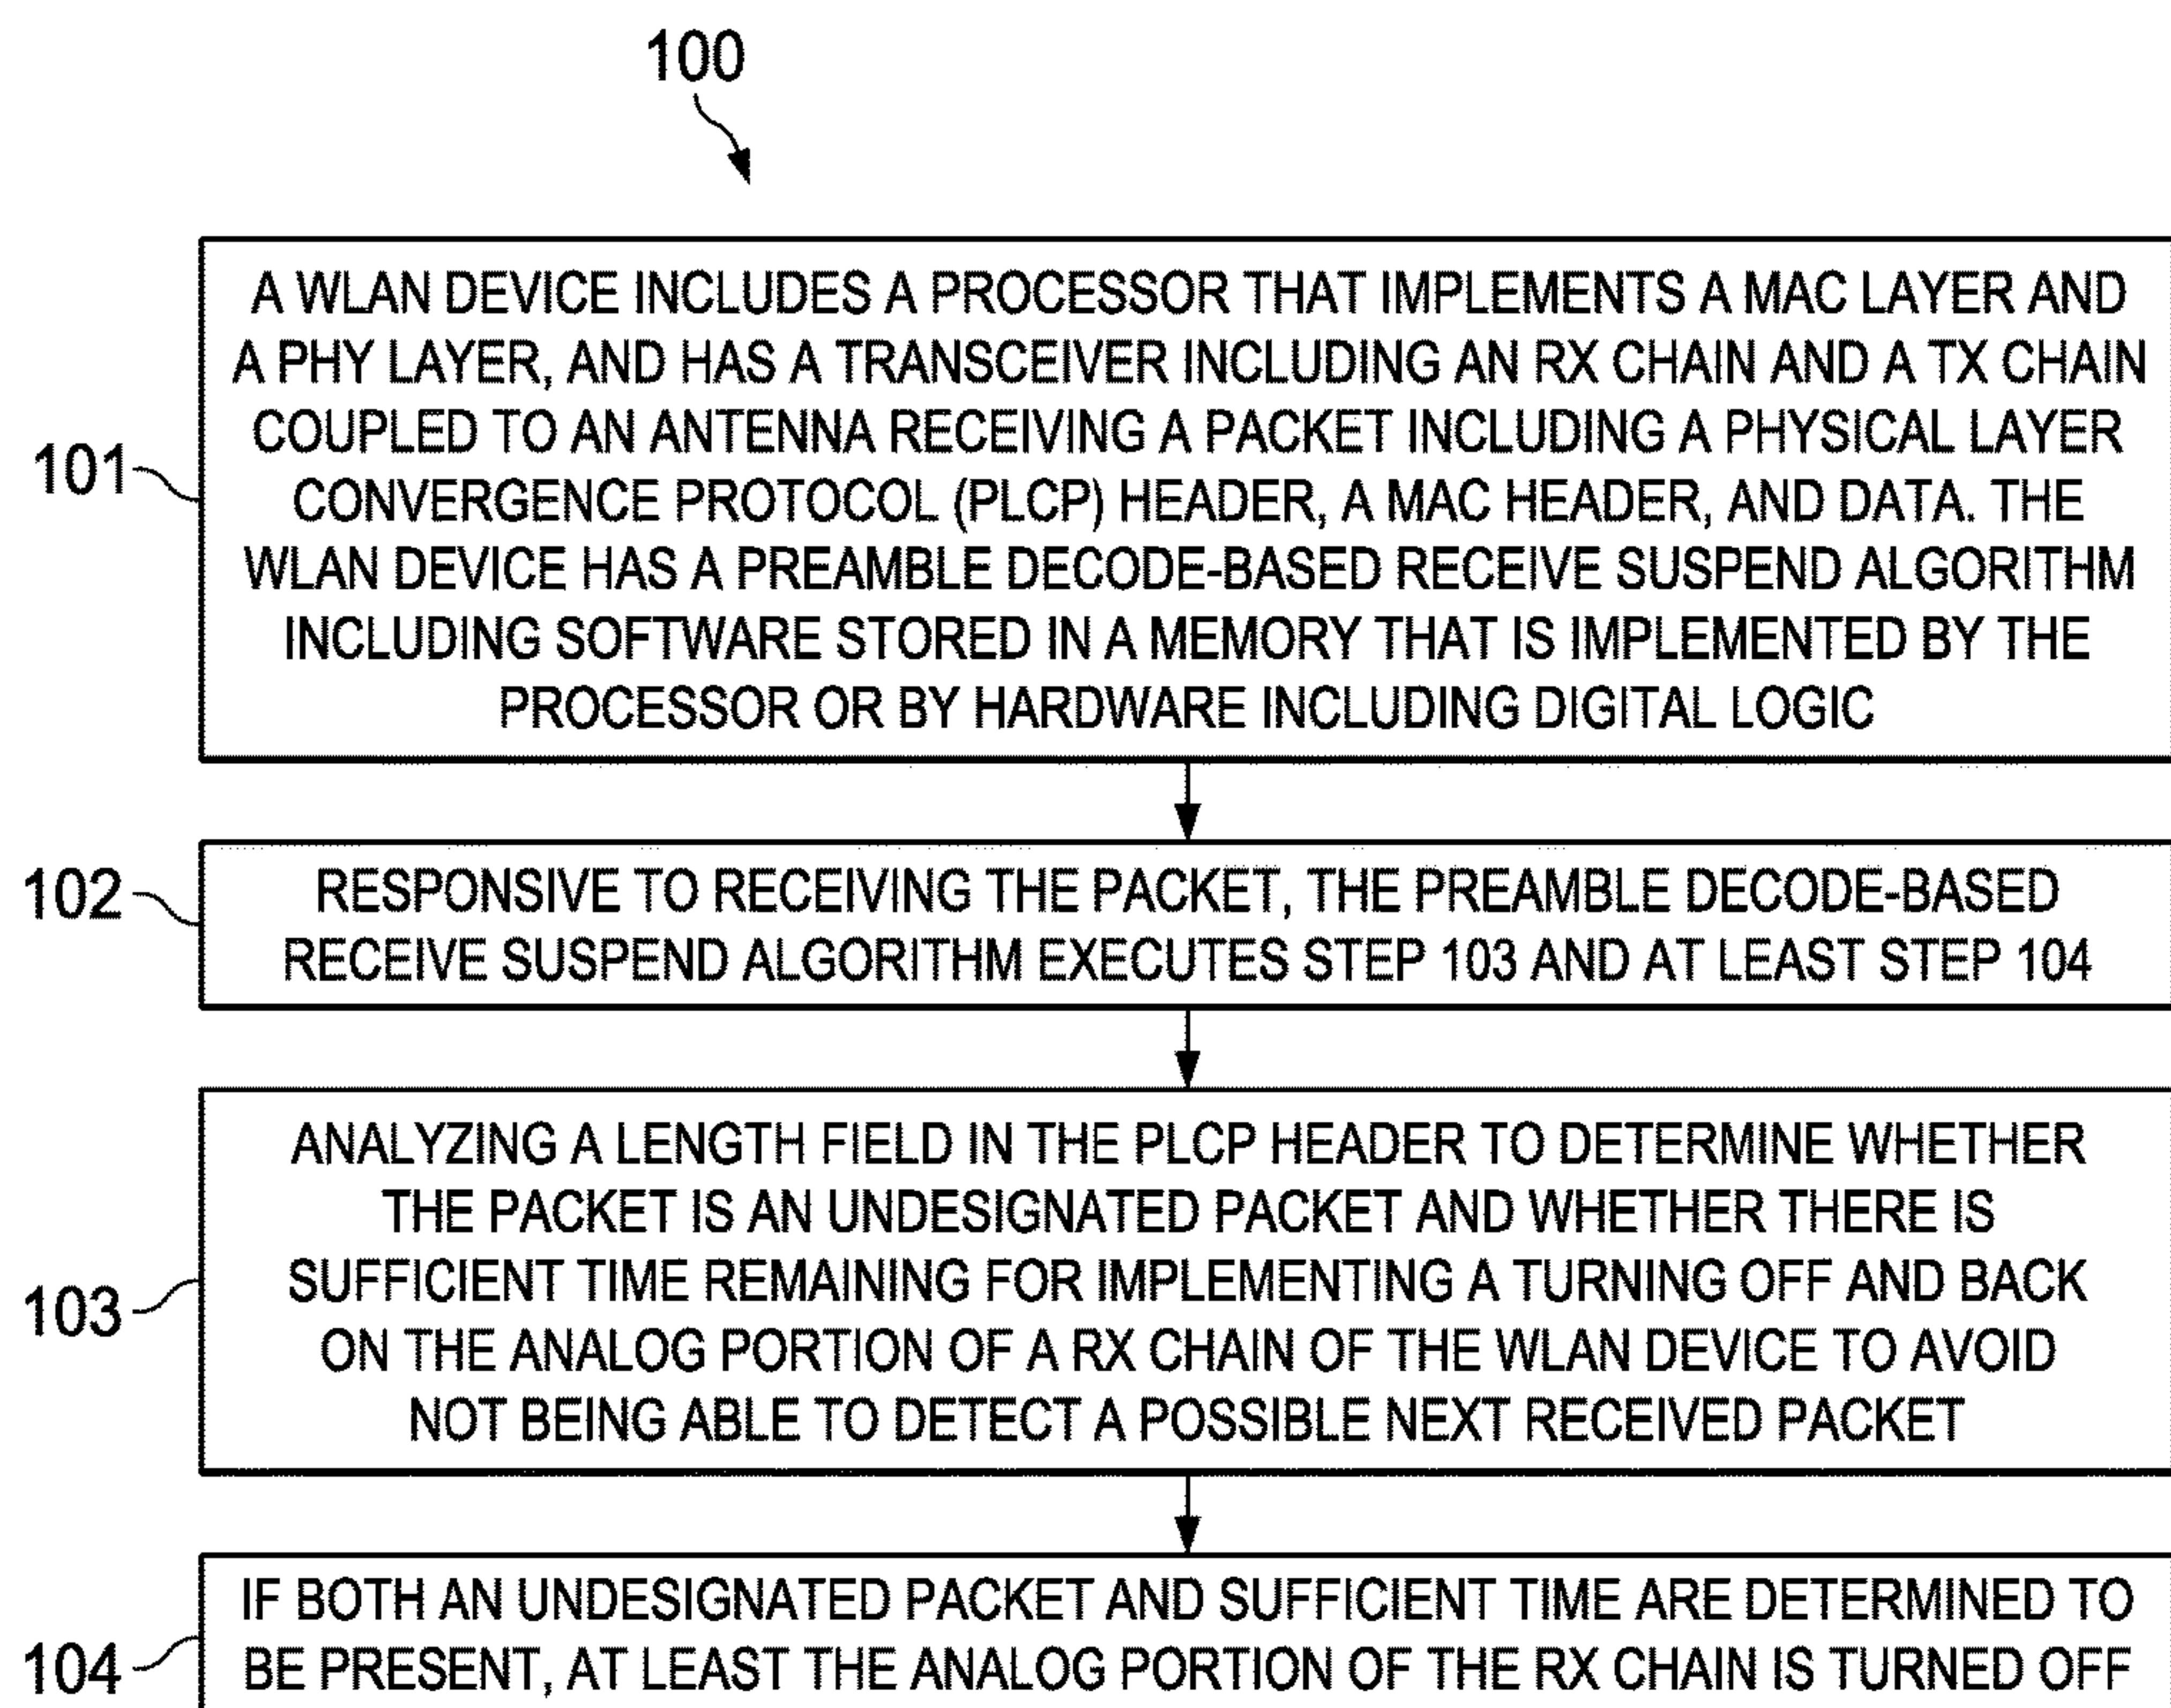 100
101
A WLAN DEVICE INCLUDES A PROCESSOR THAT IMPLEMENTS A MAC LAYER AND
A PHY LAYER, AND HAS A TRANSCEIVER INCLUDING AN RX CHAIN AND A TX CHAIN
COUPLED TO AN ANTENNA RECEIVING A PACKET INCLUDING A PHYSICAL LAYER
CONVERGENCE PROTOCOL (PLCP) HEADER, A MAC HEADER, AND DATA. THE
WLAN DEVICE HAS A PREAMBLE DECODE-BASED RECEIVE SUSPEND ALGORITHM
INCLUDING SOFTWARE STORED IN A MEMORY THAT IS IMPLEMENTED BY THE
PROCESSOR OR BY HARDWARE INCLUDING DIGITAL LOGIC
102
RESPONSIVE TO RECEIVING THE PACKET, THE PREAMBLE DECODE-BASED
RECEIVE SUSPEND ALGORITHM EXECUTES STEP 103 AND AT LEAST STEP 104
103
ANALYZING A LENGTH FIELD IN THE PLCP HEADER TO DETERMINE WHETHER
THE PACKET IS AN UNDESIGNATED PACKET AND WHETHER THERE IS
SUFFICIENT TIME REMAINING FOR IMPLEMENTING A TURNING OFF AND BACK
ON THE ANALOG PORTION OF A RX CHAIN OF THE WLAN DEVICE TO AVOID
NOT BEING ABLE TO DETECT A POSSIBLE NEXT RECEIVED PACKET
104
IF BOTH AN UNDESIGNATED PACKET AND SUFFICIENT TIME ARE DETERMINED TO
BE PRESENT, AT LEAST THE ANALOG PORTION OF THE RX CHAIN IS TURNED OFF